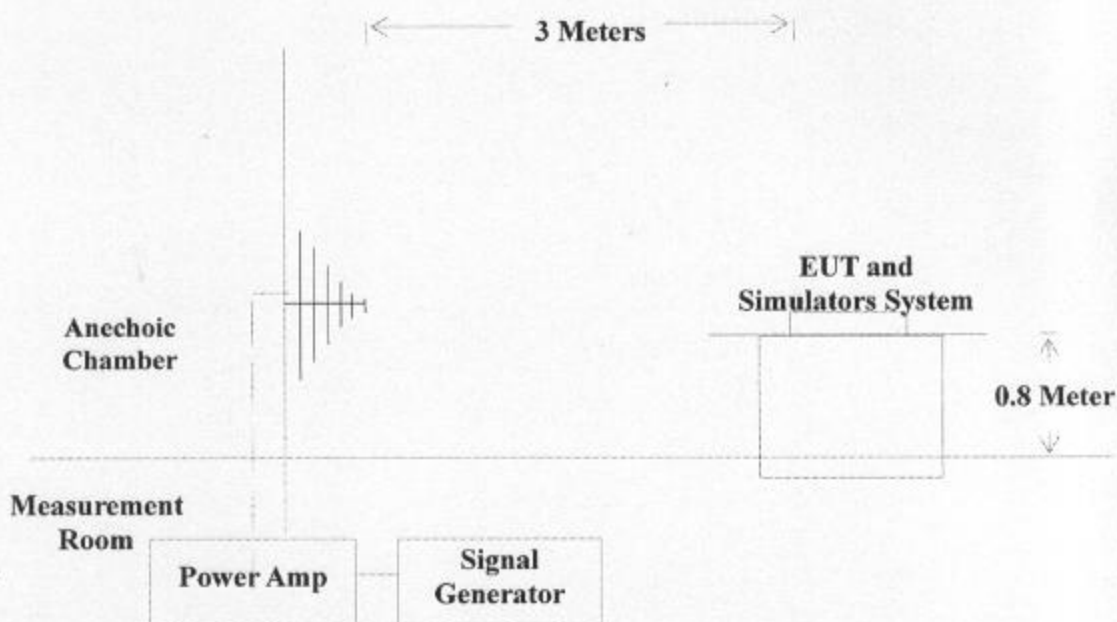 3 Meters
EUT and
Simulators System
Anechoic
Chamber
0.8 Meter
Measurement
Room
Power Amp
Signal
Generator